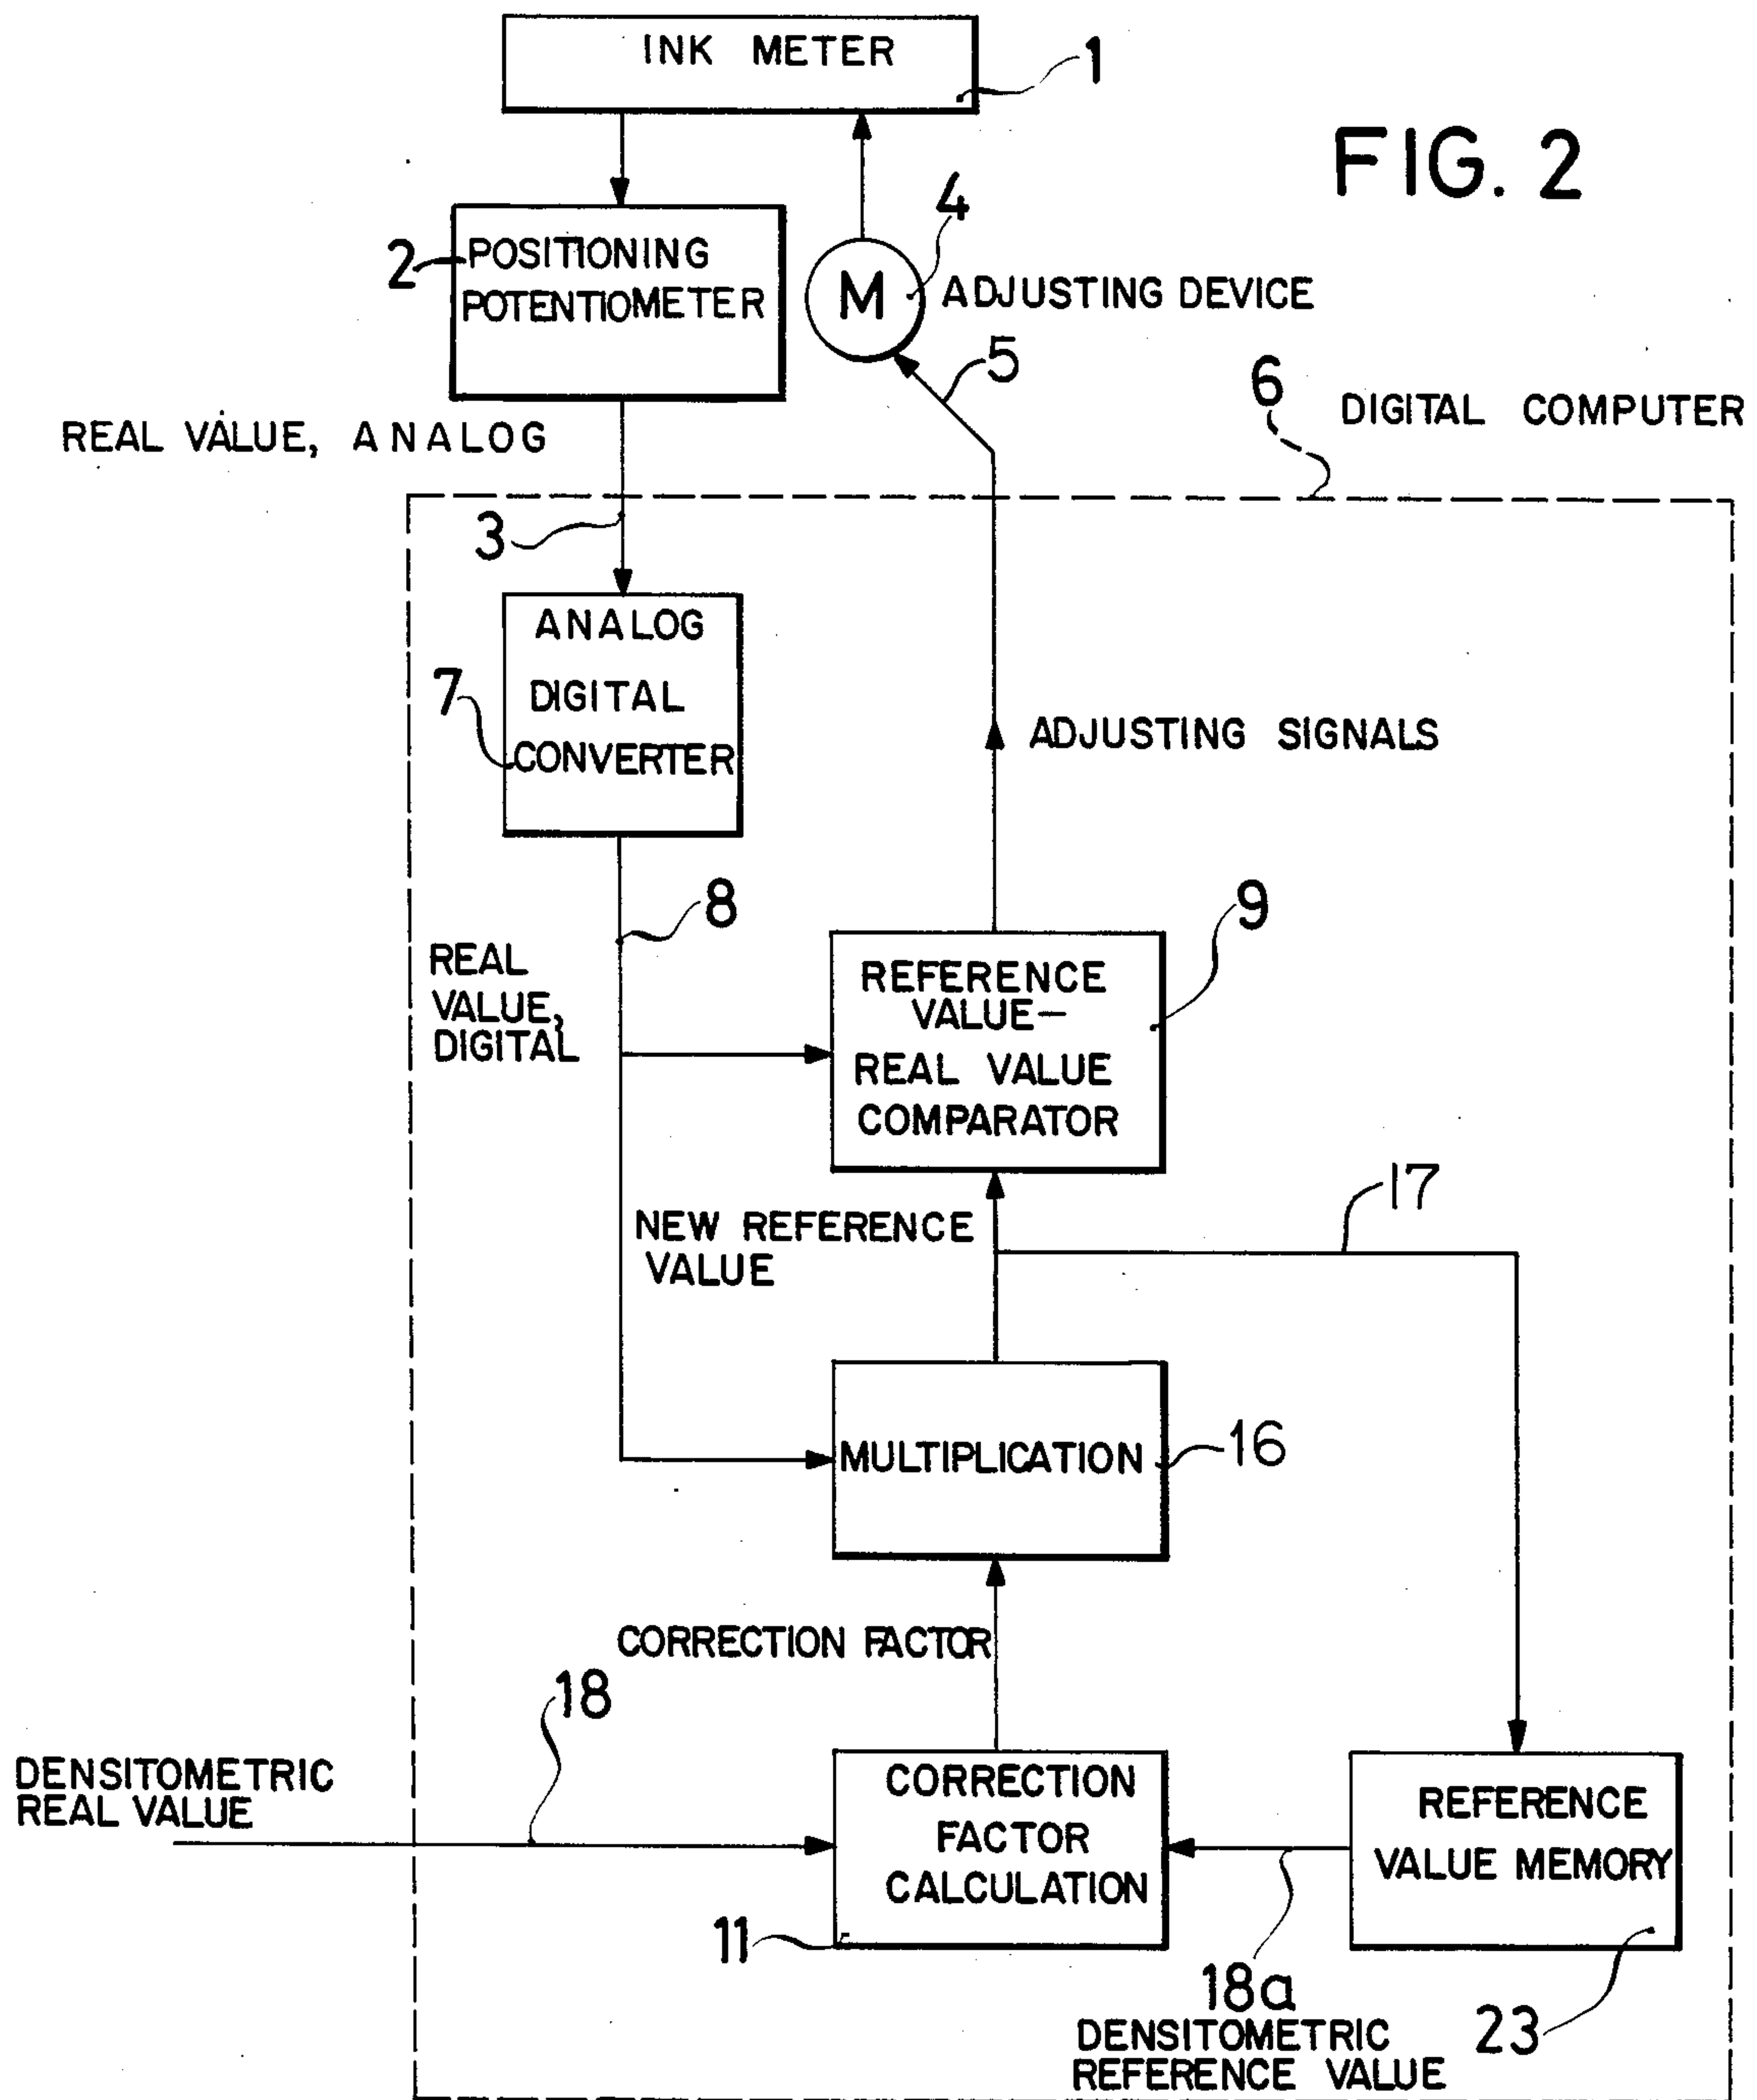 INK METER
1
FIG. 2
2
POSITIONING
POTENTIOMETER
4
M
ADJUSTING DEVICE
5
6
DIGITAL COMPUTER
REAL VALUE, ANALOG
3
ANALOG
DIGITAL
CONVERTER
7
ADJUSTING SIGNALS
8
9
REAL
VALUE,
DIGITAL
REFERENCE
VALUE—
REAL VALUE
COMPARATOR
17
NEW REFERENCE
VALUE
MULTIPLICATION
16
CORRECTION FACTOR
18
DENSITOMETRIC
REAL VALUE
CORRECTION
FACTOR
CALCULATION
11
REFERENCE
VALUE MEMORY
18a
DENSITOMETRIC
REFERENCE VALUE
23